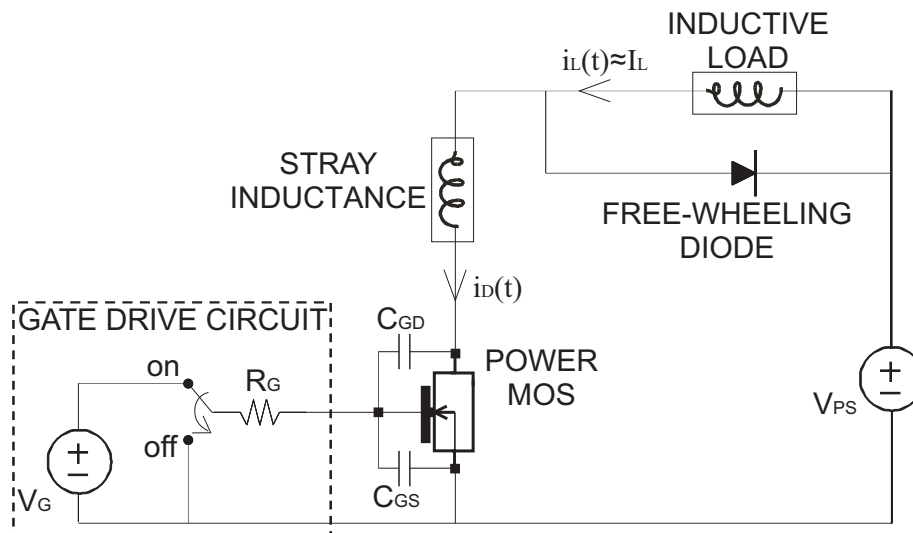 INDUCTIVE
LOAD
iL(t)≈IL
STRAY
INDUCTANCE
FREE-WHEELING
DIODE
iD(t)
GATE DRIVE CIRCUIT
CGD
POWER
MOS
on
RG
VPS
off
CGS
VG